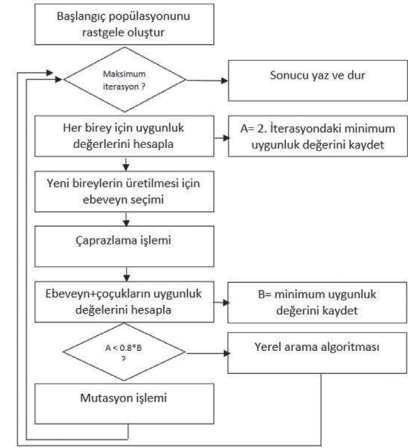 Başlangıç popülasyonunu
rastgele oluştur
Maksimum
iterasyon ?
Sonucu yaz ve dur
Her birey için uygunluk
değerlerini hesapla
A= 2. İterasyondaki minimum
uygunluk değerini kaydet
Yeni bireylerin üretilmesi için
ebeveyn seçimi
Çaprazlama işlemi
Ebeveyn+çoçukların uygunluk
değelerini hesapla
B= minimum uygunluk
değerini kaydet
A < 0.8*B
?
Yerel arama algoritması
Mutasyon işlemi